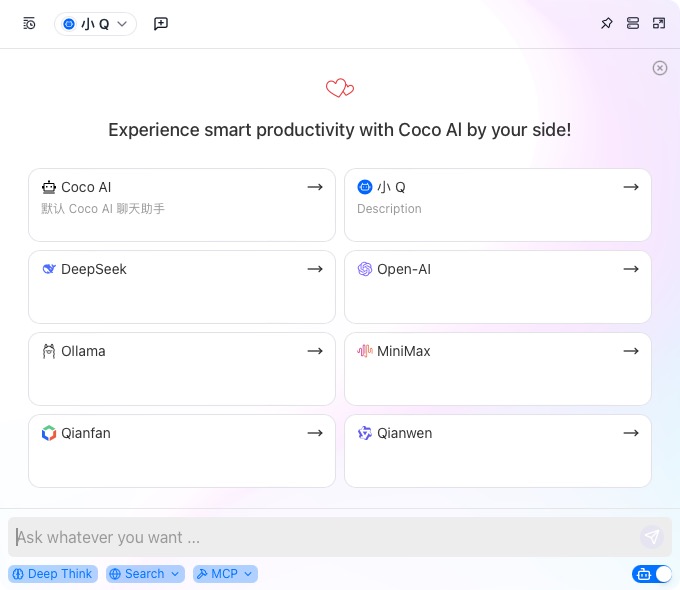 小 Q
Experience smart productivity with Coco AI by your side!
Coco AI
默认 Coco AI 聊天助手
小 Q
Description
DeepSeek
Open-AI
Ollama
MiniMax
Qianfan
Qianwen
Ask whatever you want ...
Deep Think
Search
MCP